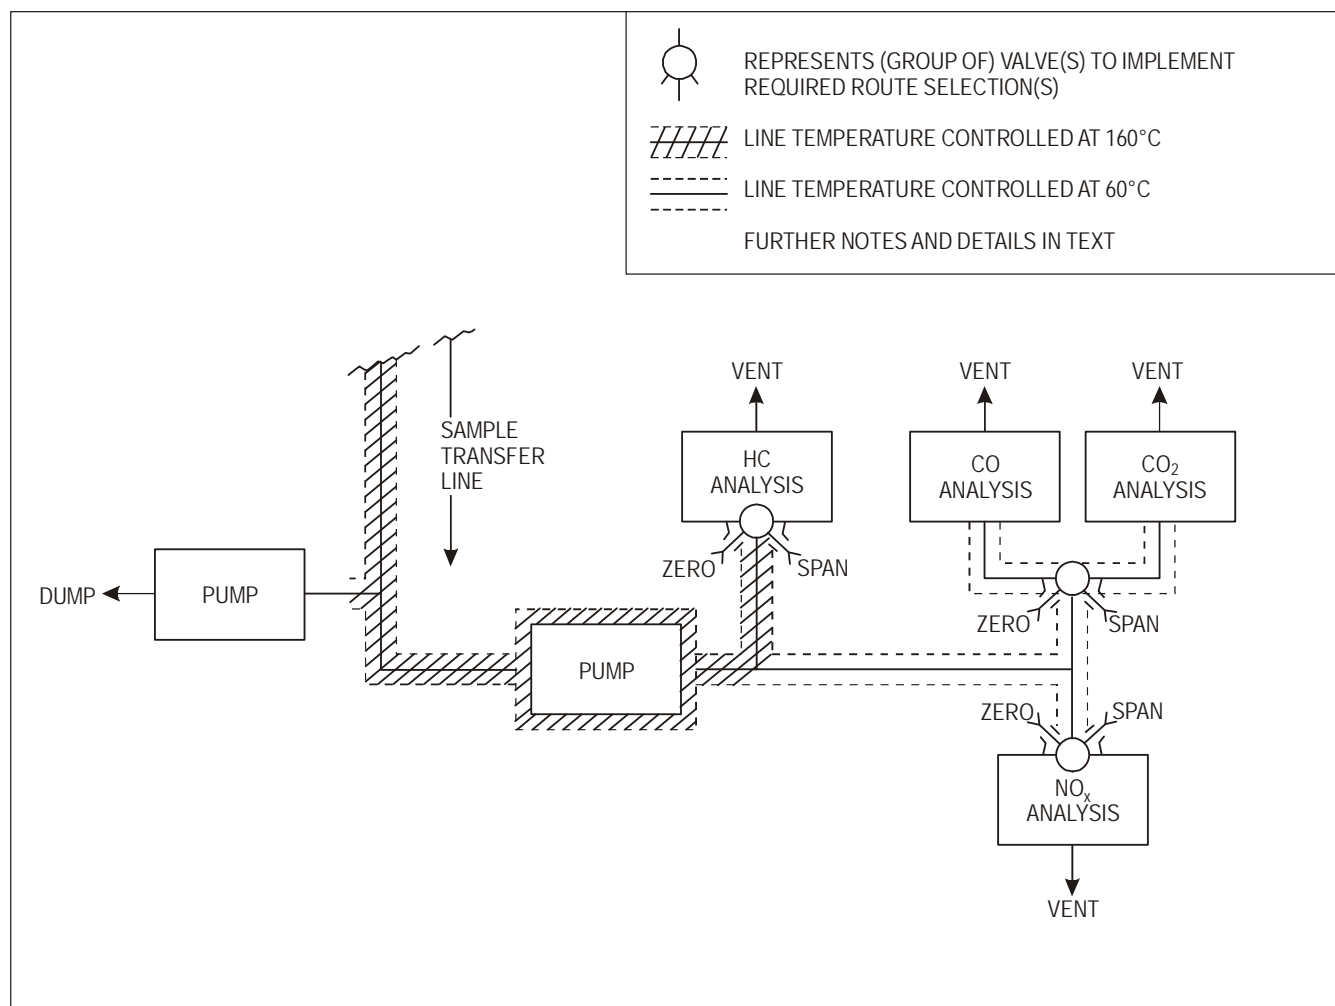 REPRESENTS (GROUP OF) VALVE(S) TO IMPLEMENT
REQUIRED ROUTE SELECTION(S)
LINE TEMPERATURE CONTROLLED AT 160°C
LINE TEMPERATURE CONTROLLED AT 60°C
FURTHER NOTES AND DETAILS IN TEXT
SAMPLE
TRANSFER
LINE
DUMP
PUMP
PUMP
VENT
HC
ANALYSIS
ZERO
SPAN
VENT
CO
ANALYSIS
VENT
CO₂
ANALYSIS
ZERO
SPAN
ZERO
SPAN
NOₓ
ANALYSIS
VENT